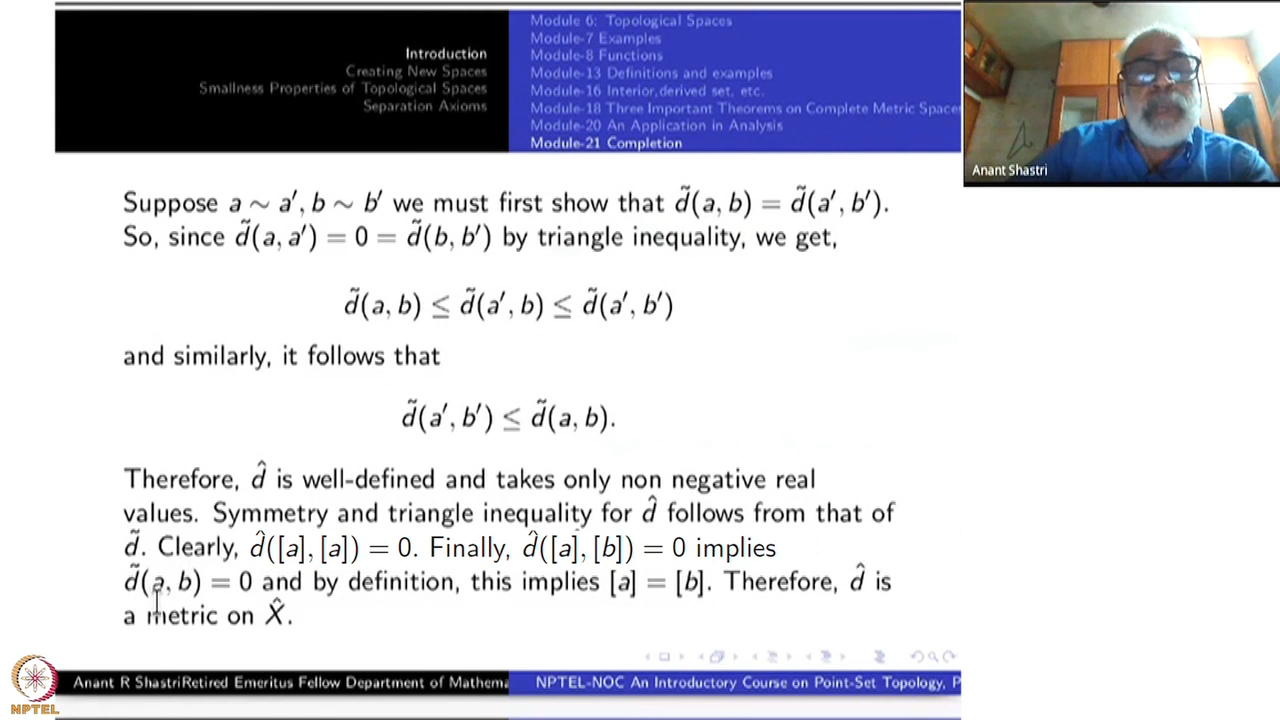 Introduction
Creating New Spaces
Smallness Properties of Topological Spaces
Separation Axioms
Module 6: Topological Spaces
Module-7 Examples
Module-8 Functions
Module-13 Definitions and examples
Module-16 Interior,derived set, etc.
Module-18 Three Important Theorems on Complete Metric Space
Module-20 An Application in Analysis
Module-21 Completion
Anant Shastri
Suppose a ∼ a′, b ∼ b′ we must first show that d̃(a, b) = d̃(a′, b′).
So, since d̃(a, a′) = 0 = d̃(b, b′) by triangle inequality, we get,
d̃(a, b) ≤ d̃(a′, b) ≤ d̃(a′, b′)
and similarly, it follows that
d̃(a′, b′) ≤ d̃(a, b).
Therefore, d̂ is well-defined and takes only non negative real
values. Symmetry and triangle inequality for d̂ follows from that of
d̃. Clearly, d̂([a], [a]) = 0. Finally, d̂([a], [b]) = 0 implies
d̃(a, b) = 0 and by definition, this implies [a] = [b]. Therefore, d̂ is
a metric on X̂.
NPTEL
Anant R ShastriRetired Emeritus Fellow Department of Mathema
NPTEL-NOC An Introductory Course on Point-Set Topology, P